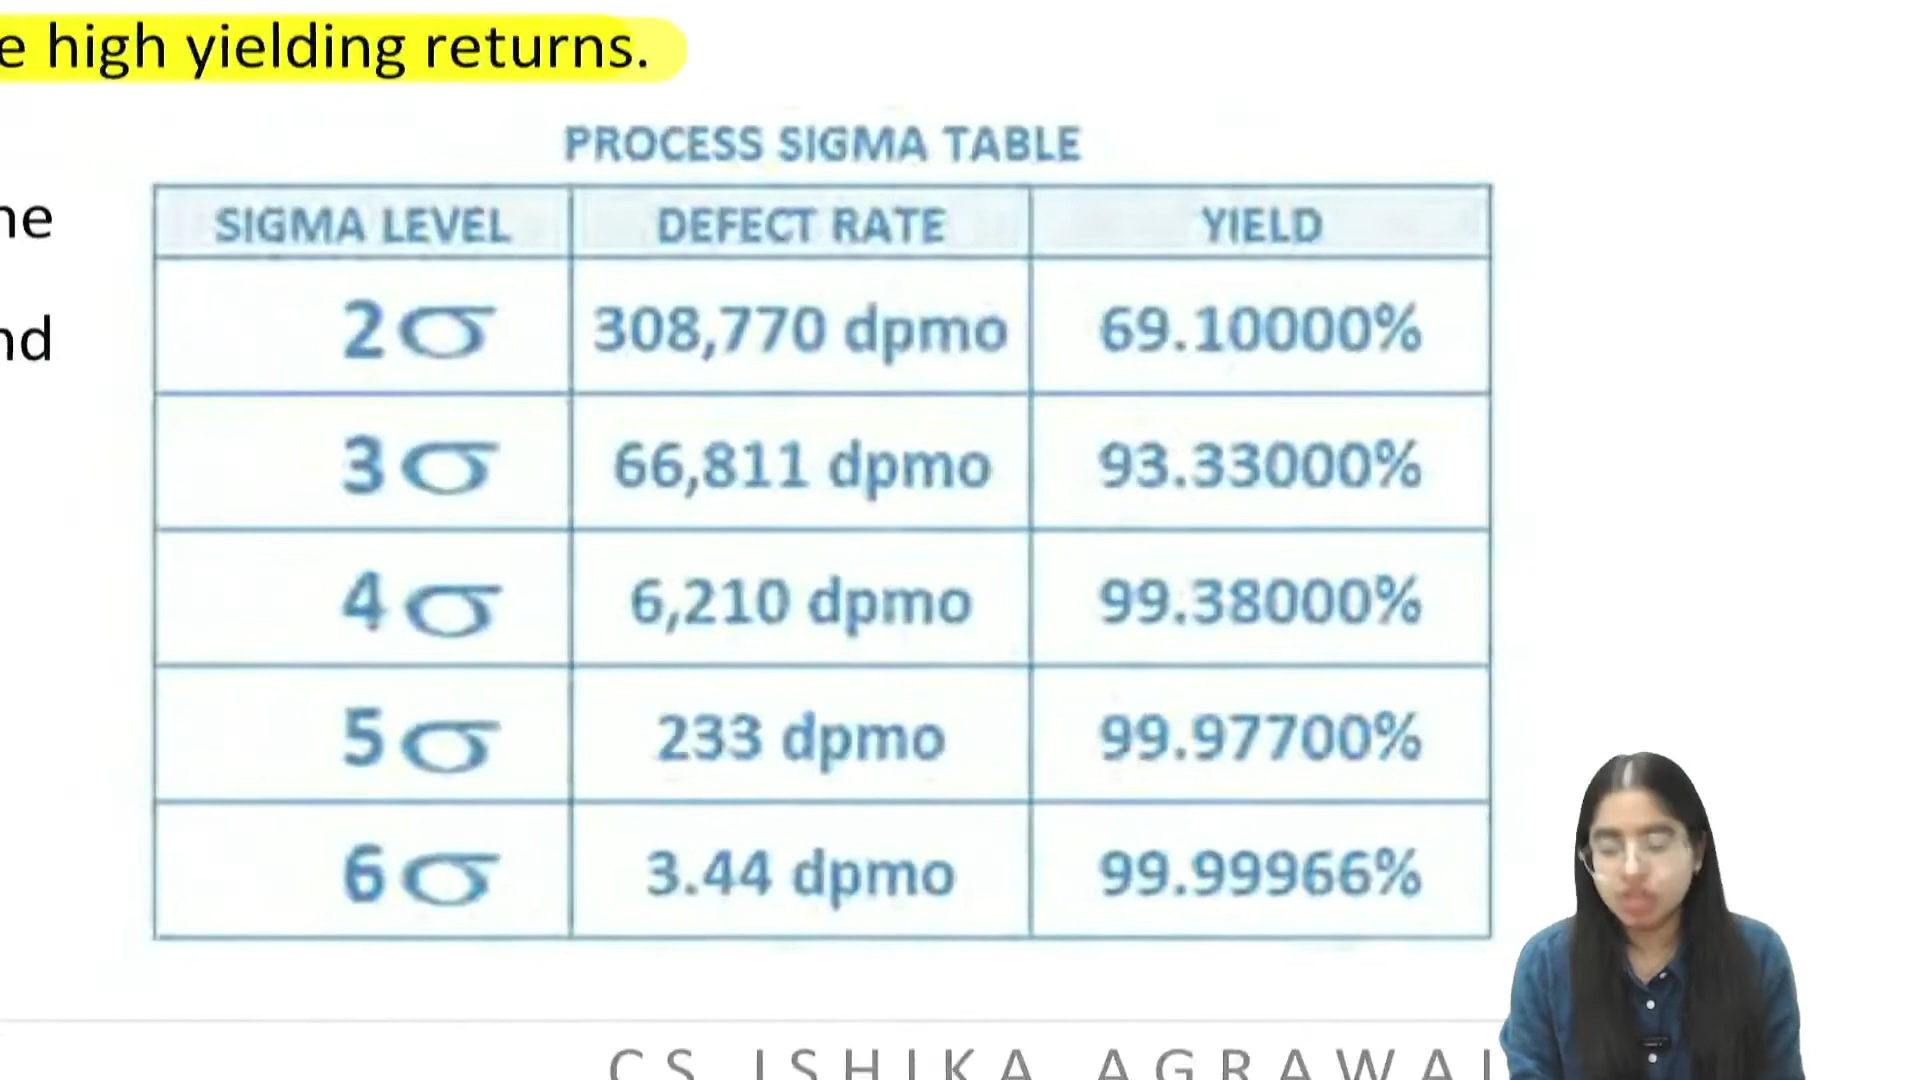 e high yielding returns.
PROCESS SIGMA TABLE
ne
nd
SIGMA LEVEL DEFECT RATE YIELD
2σ 308,770 dpmo 69.10000%
3σ 66,811 dpmo 93.33000%
4σ 6,210 dpmo 99.38000%
5σ 233 dpmo 99.97700%
6σ 3.44 dpmo 99.99966%
CS ISHIKA AGRAWAL